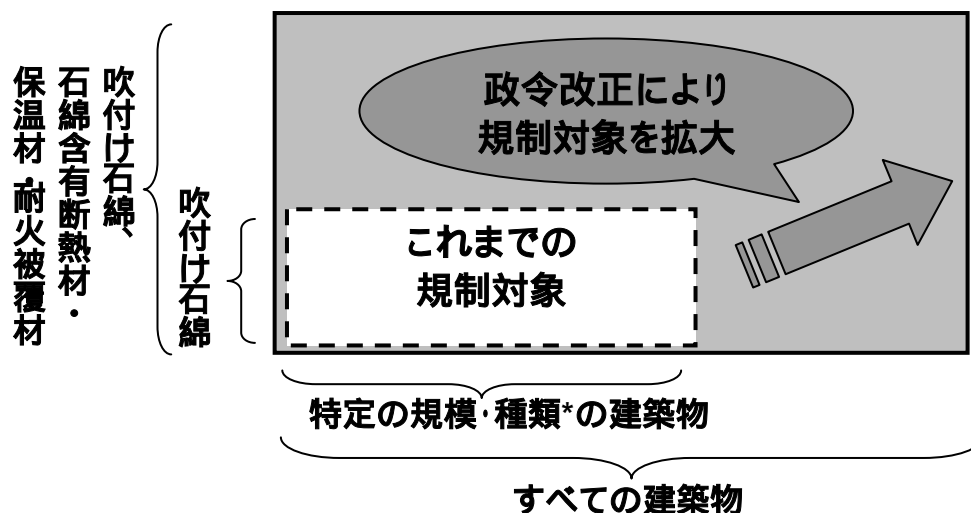 政令改正により
規制対象を拡大
これまでの
規制対象
吹付け石綿、
石綿含有断熱材・
保温材・耐火被覆材
吹付け石綿
特定の規模・種類*の建築物
すべての建築物